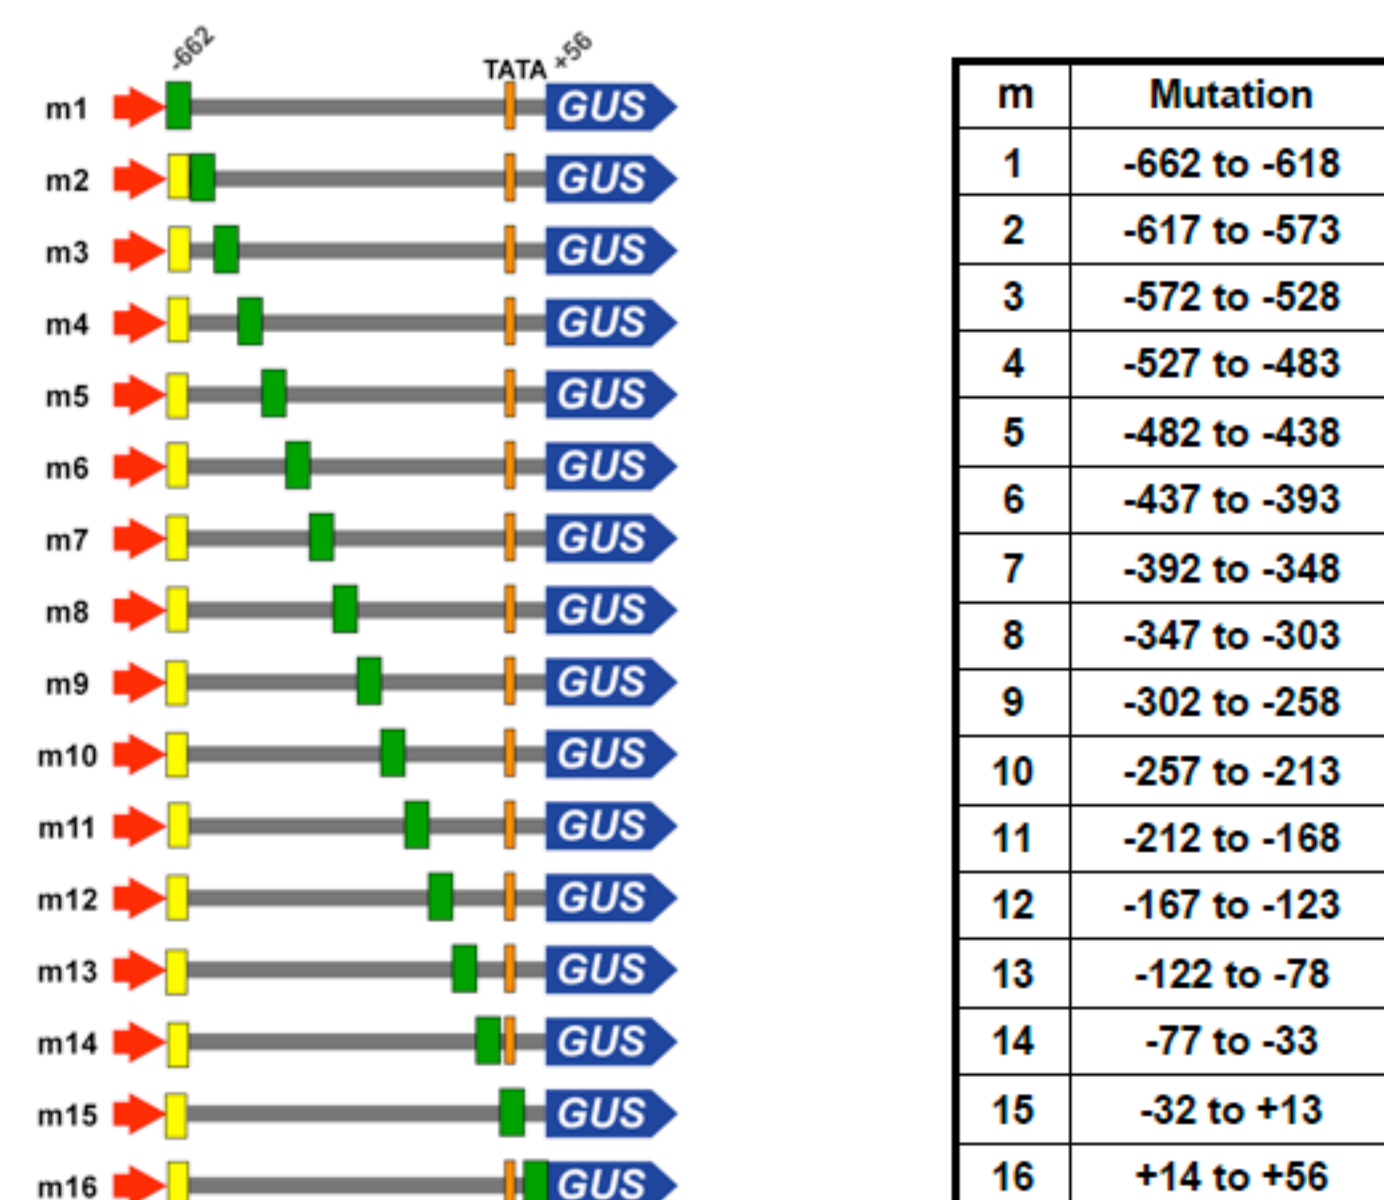 -662
TATA +56
m1 GUS
m2 GUS
m3 GUS
m4 GUS
m5 GUS
m6 GUS
m7 GUS
m8 GUS
m9 GUS
m10 GUS
m11 GUS
m12 GUS
m13 GUS
m14 GUS
m15 GUS
m16 GUS
m Mutation
1 -662 to -618
2 -617 to -573
3 -572 to -528
4 -527 to -483
5 -482 to -438
6 -437 to -393
7 -392 to -348
8 -347 to -303
9 -302 to -258
10 -257 to -213
11 -212 to -168
12 -167 to -123
13 -122 to -78
14 -77 to -33
15 -32 to +13
16 +14 to +56